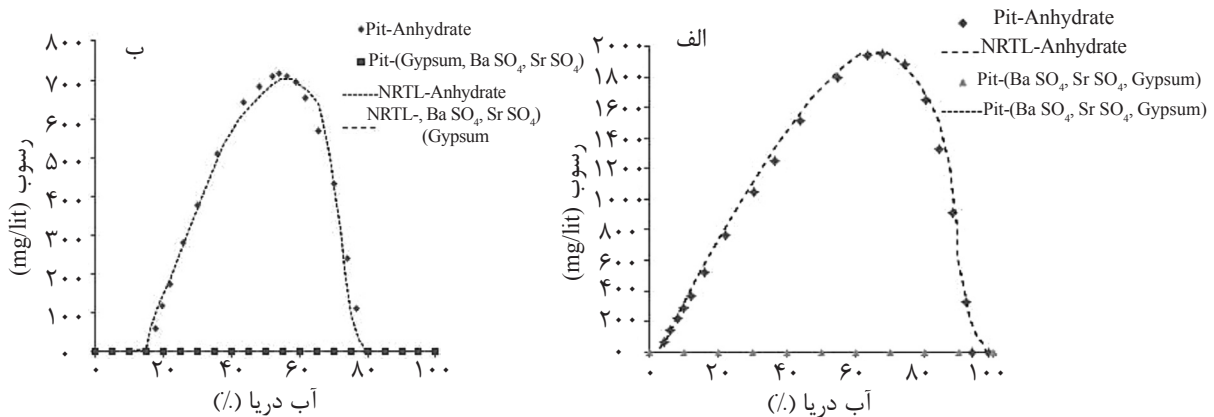 الف
Pit-Anhydrate
NRTL-Anhydrate
Pit-(Ba SO₄, Sr SO₄, Gypsum)
Pit-(Ba SO₄, Sr SO₄, Gypsum)
۲۰۰۰
۱۸۰۰
۱۶۰۰
۱۴۰۰
۱۲۰۰
۱۰۰۰
۸۰۰
۶۰۰
۴۰۰
۲۰۰
۰
رسوب (mg/lit)
۰ ۲۰ ۴۰ ۶۰ ۸۰ ۱۰۰
آب دریا (٪)
ب
Pit-Anhydrate
Pit-(Gypsum, Ba SO₄, Sr SO₄)
NRTL-Anhydrate
NRTL-, Ba SO₄, Sr SO₄)
(Gypsum
۸۰۰
۷۰۰
۶۰۰
۵۰۰
۴۰۰
۳۰۰
۲۰۰
۱۰۰
۰
رسوب (mg/lit)
۰ ۲۰ ۴۰ ۶۰ ۸۰ ۱۰۰
آب دریا (٪)